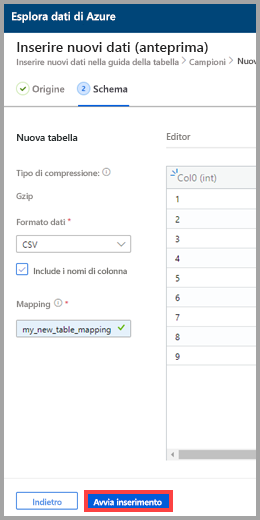 Esplora dati di Azure
Inserire nuovi dati (anteprima)
Inserire nuovi dati nella guida della tabella > Campioni > Nuov
Origine
2 Schema
Nuova tabella
Editor
Tipo di compressione:
Gzip
Formato dati *
CSV
Include i nomi di colonna
Mapping *
my_new_table_mapping
Col0 (int)
1
2
3
4
5
6
7
8
9
Indietro
Avvia inserimento